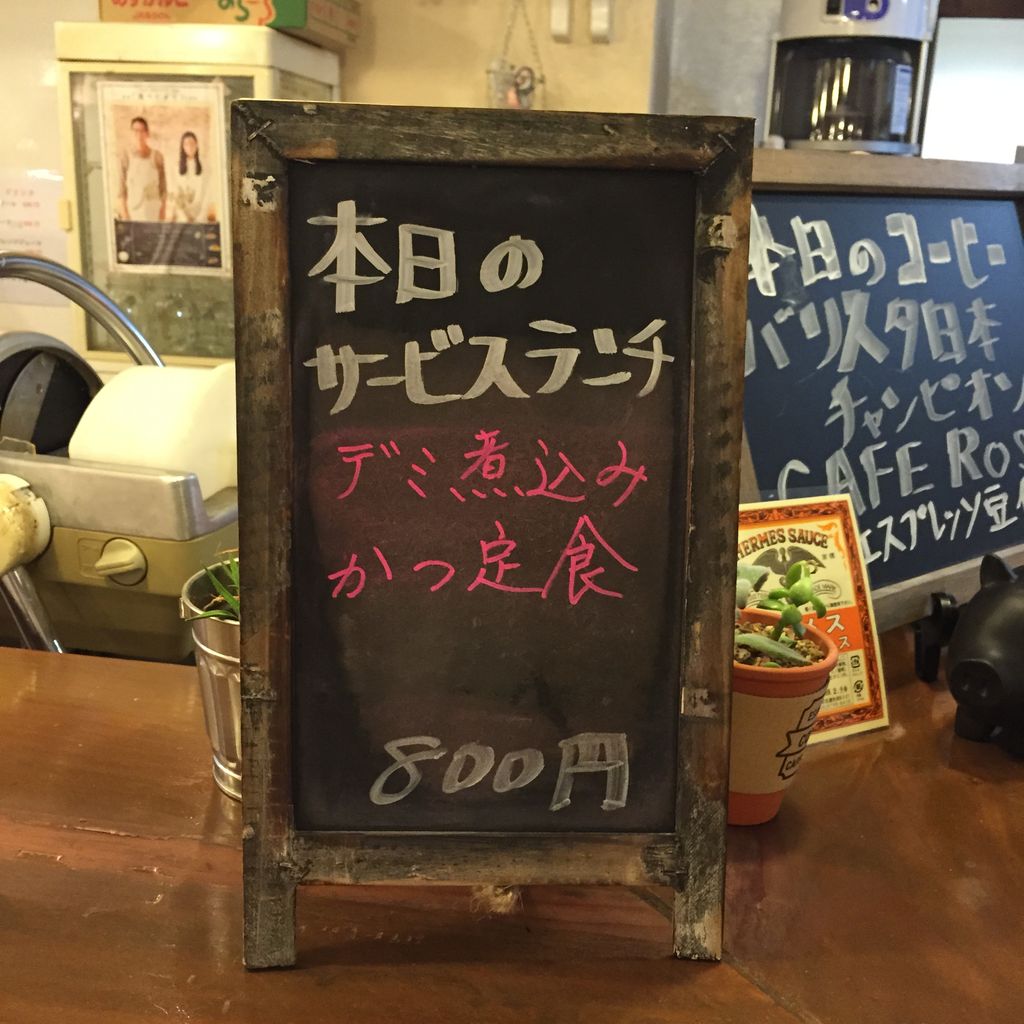 本日の
サービスランチ
デミ煮込み
かつ定食
800円
本日のコーヒー
バリスタ日本
チャンピオン
CAFE ROS
エスプレッソ豆
HERMES SAUCE